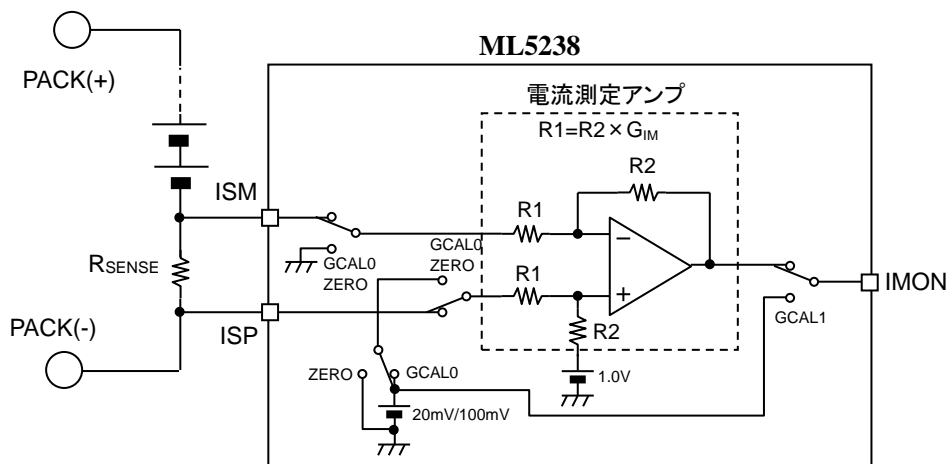 ML5238
PACK(+)
電流測定アンプ
R1=R2×GIM
R2
ISM
R1
GCAL0
ZERO
GCAL0
ZERO
RSENSE
R1
IMON
PACK(-)
ISP
R2
GCAL1
ZERO
GCAL0
1.0V
20mV/100mV